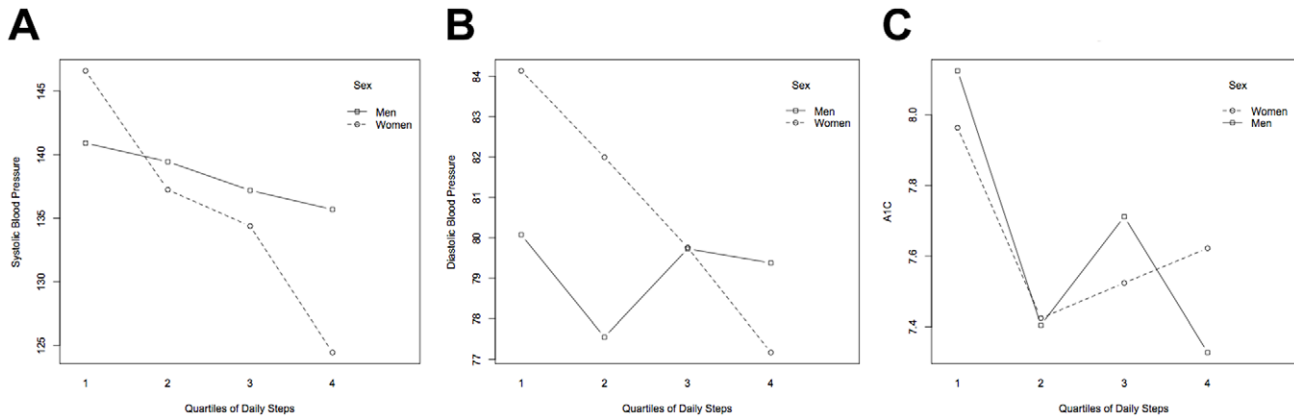 A
Systolic Blood Pressure
145
140
135
130
125
Sex
Men
Women
1 2 3 4
Quartiles of Daily Steps
B
Diastolic Blood Pressure
84
83
82
81
80
79
78
77
Sex
Men
Women
1 2 3 4
Quartiles of Daily Steps
C
A1C
8.0
7.8
7.6
7.4
Sex
Women
Men
1 2 3 4
Quartiles of Daily Steps